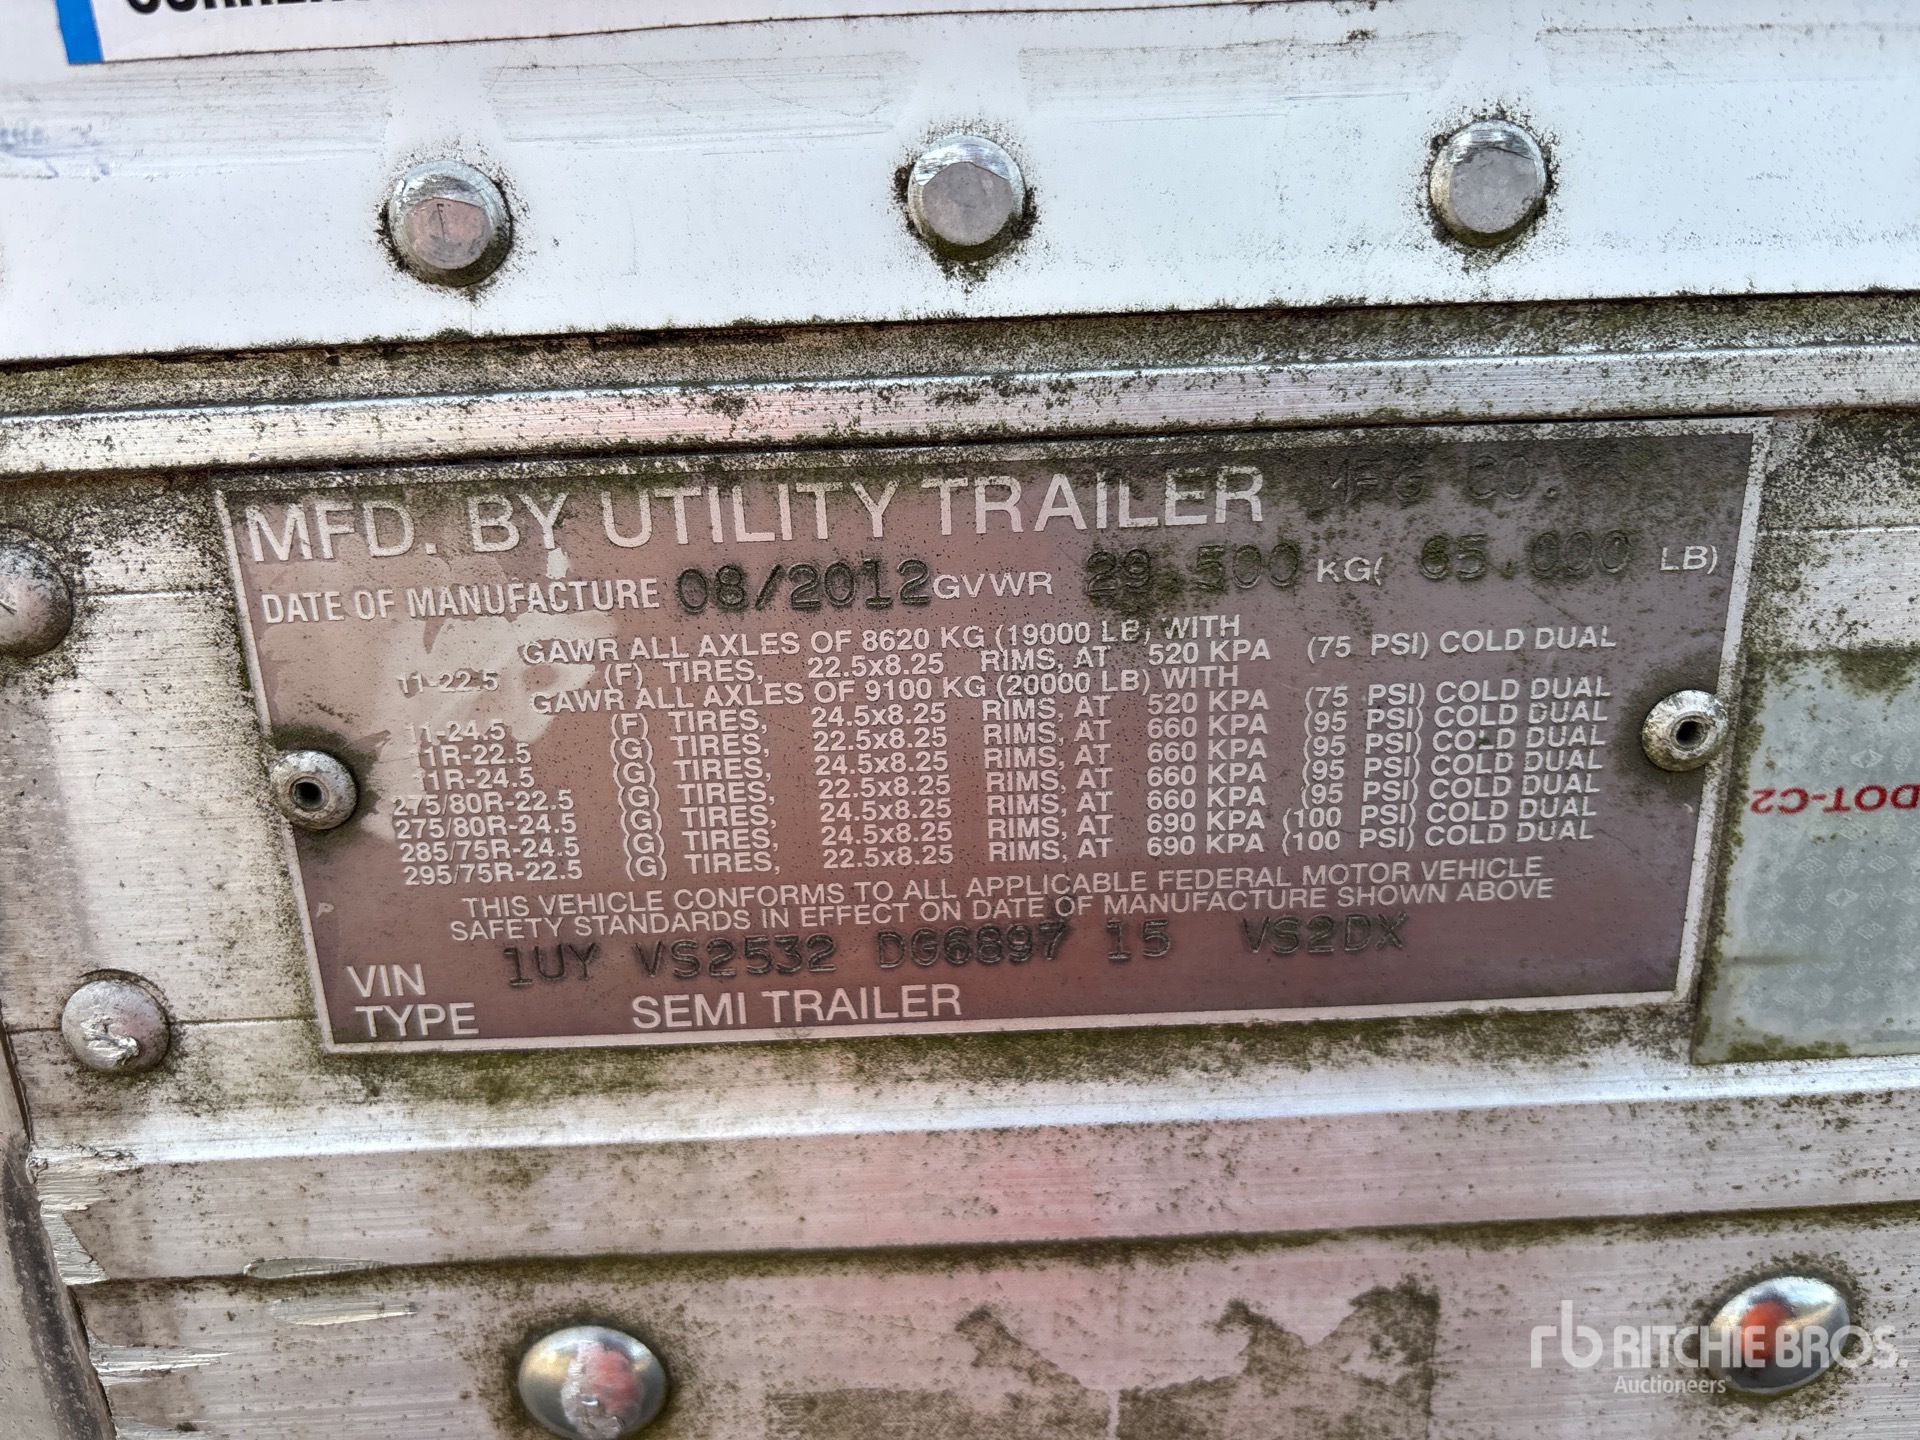 MFD. BY UTILITY TRAILER MFG CO.
DATE OF MANUFACTURE 08/2012 GVWR 29.500 KG( 65.000 LB)
GAWR ALL AXLES OF 8620 KG (19000 LB) WITH
11-22.5 (F) TIRES, 22.5x8.25 RIMS, AT 520 KPA (75 PSI) COLD DUAL
GAWR ALL AXLES OF 9100 KG (20000 LB) WITH
11-24.5 (F) TIRES, 24.5x8.25 RIMS, AT 520 KPA (75 PSI) COLD DUAL
11R-22.5 (G) TIRES, 22.5x8.25 RIMS, AT 660 KPA (95 PSI) COLD DUAL
11R-24.5 (G) TIRES, 24.5x8.25 RIMS, AT 660 KPA (95 PSI) COLD DUAL
275/80R-22.5 (G) TIRES, 22.5x8.25 RIMS, AT 660 KPA (95 PSI) COLD DUAL
275/80R-24.5 (G) TIRES, 24.5x8.25 RIMS, AT 660 KPA (95 PSI) COLD DUAL
285/75R-24.5 (G) TIRES, 24.5x8.25 RIMS, AT 690 KPA (100 PSI) COLD DUAL
295/75R-22.5 (G) TIRES, 22.5x8.25 RIMS, AT 690 KPA (100 PSI) COLD DUAL
THIS VEHICLE CONFORMS TO ALL APPLICABLE FEDERAL MOTOR VEHICLE
SAFETY STANDARDS IN EFFECT ON DATE OF MANUFACTURE SHOWN ABOVE
VIN 1UY VS2532 DG6897 15 VS2DX
TYPE SEMI TRAILER
DOT-C2
rb RITCHIE BROS.
Auctioneers